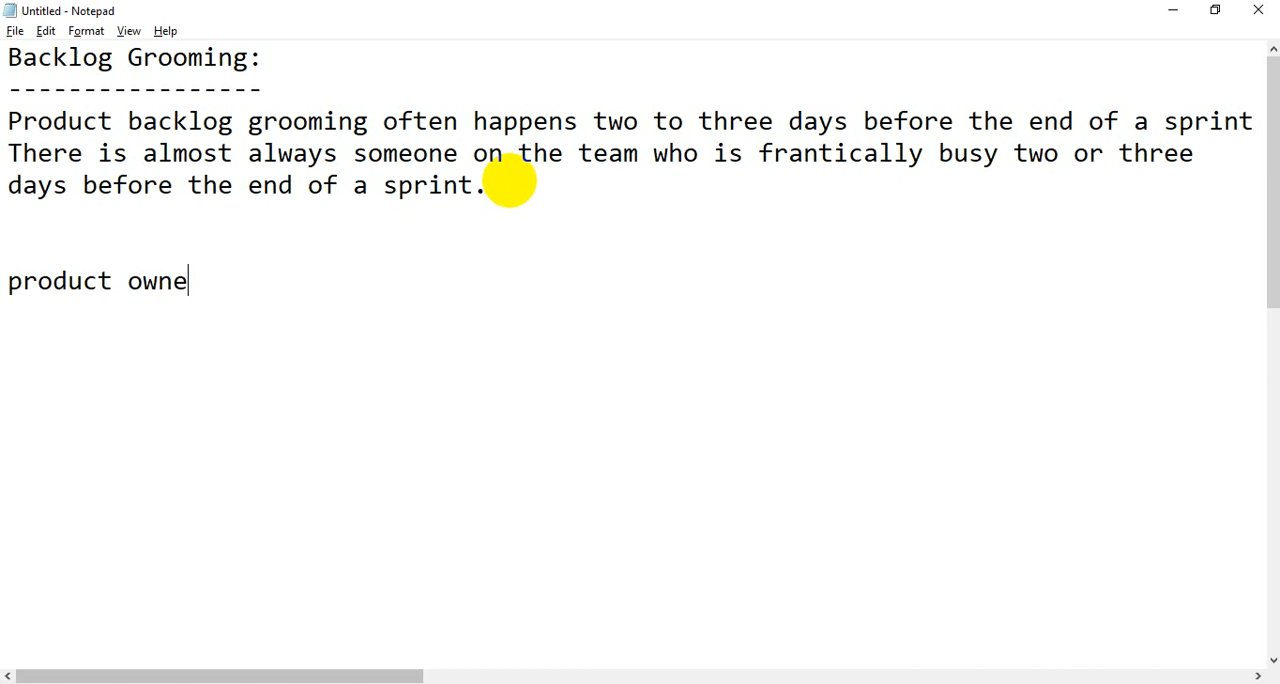 Untitled - Notepad
File Edit Format View Help
Backlog Grooming:
-----------------
Product backlog grooming often happens two to three days before the end of a sprint
There is almost always someone on the team who is frantically busy two or three
days before the end of a sprint.
product owne